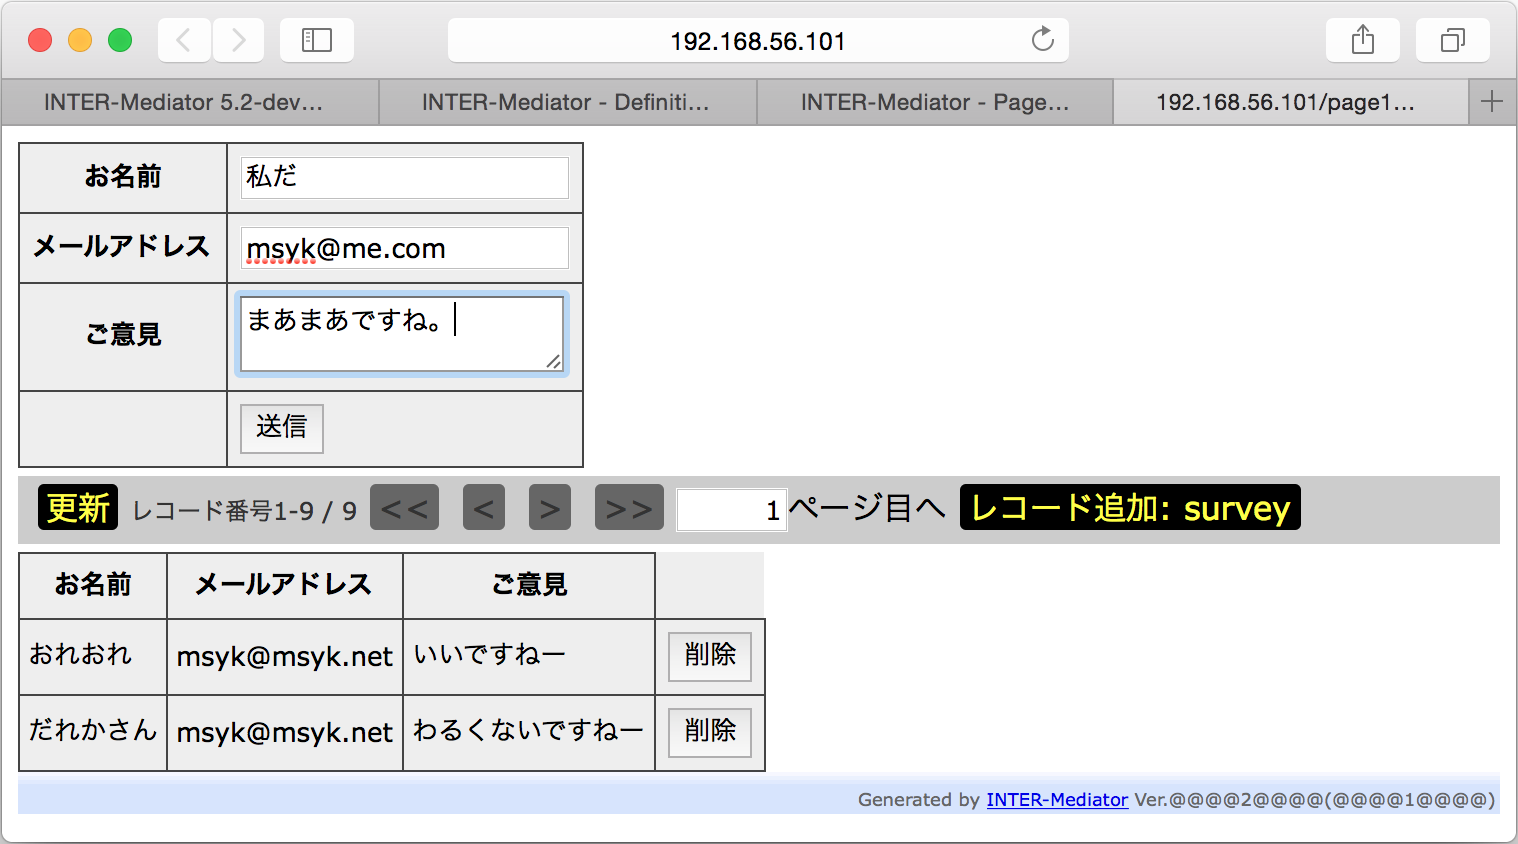 192.168.56.101
INTER-Mediator 5.2-dev… INTER-Mediator - Definiti… INTER-Mediator - Page… 192.168.56.101/page1…
お名前 私だ
メールアドレス msyk@me.com
ご意見 まあまあですね。
送信
更新 レコード番号1-9 / 9 << < > >> 1 ページ目へ レコード追加: survey
お名前 メールアドレス ご意見
おれおれ msyk@msyk.net いいですねー 削除
だれかさん msyk@msyk.net わるくないですねー 削除
Generated by INTER-Mediator Ver.@@@@2@@@@(@@@@1@@@@)